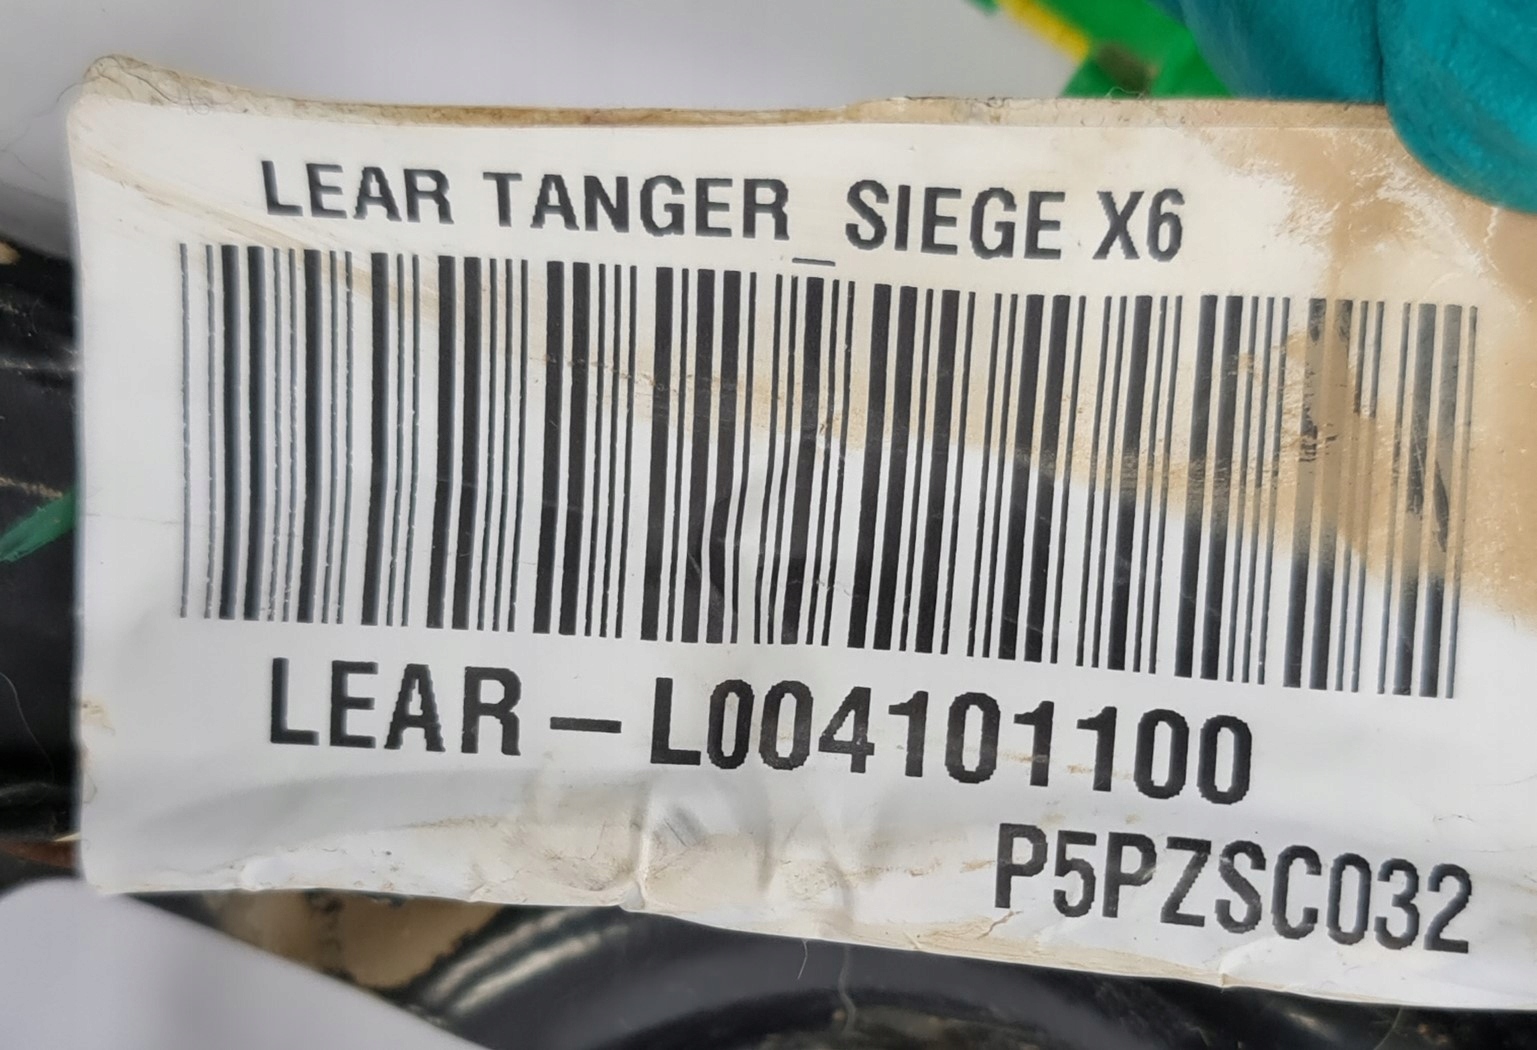 LEAR TANGER_SIEGE X6
LEAR-L004101100
P5PZSC032